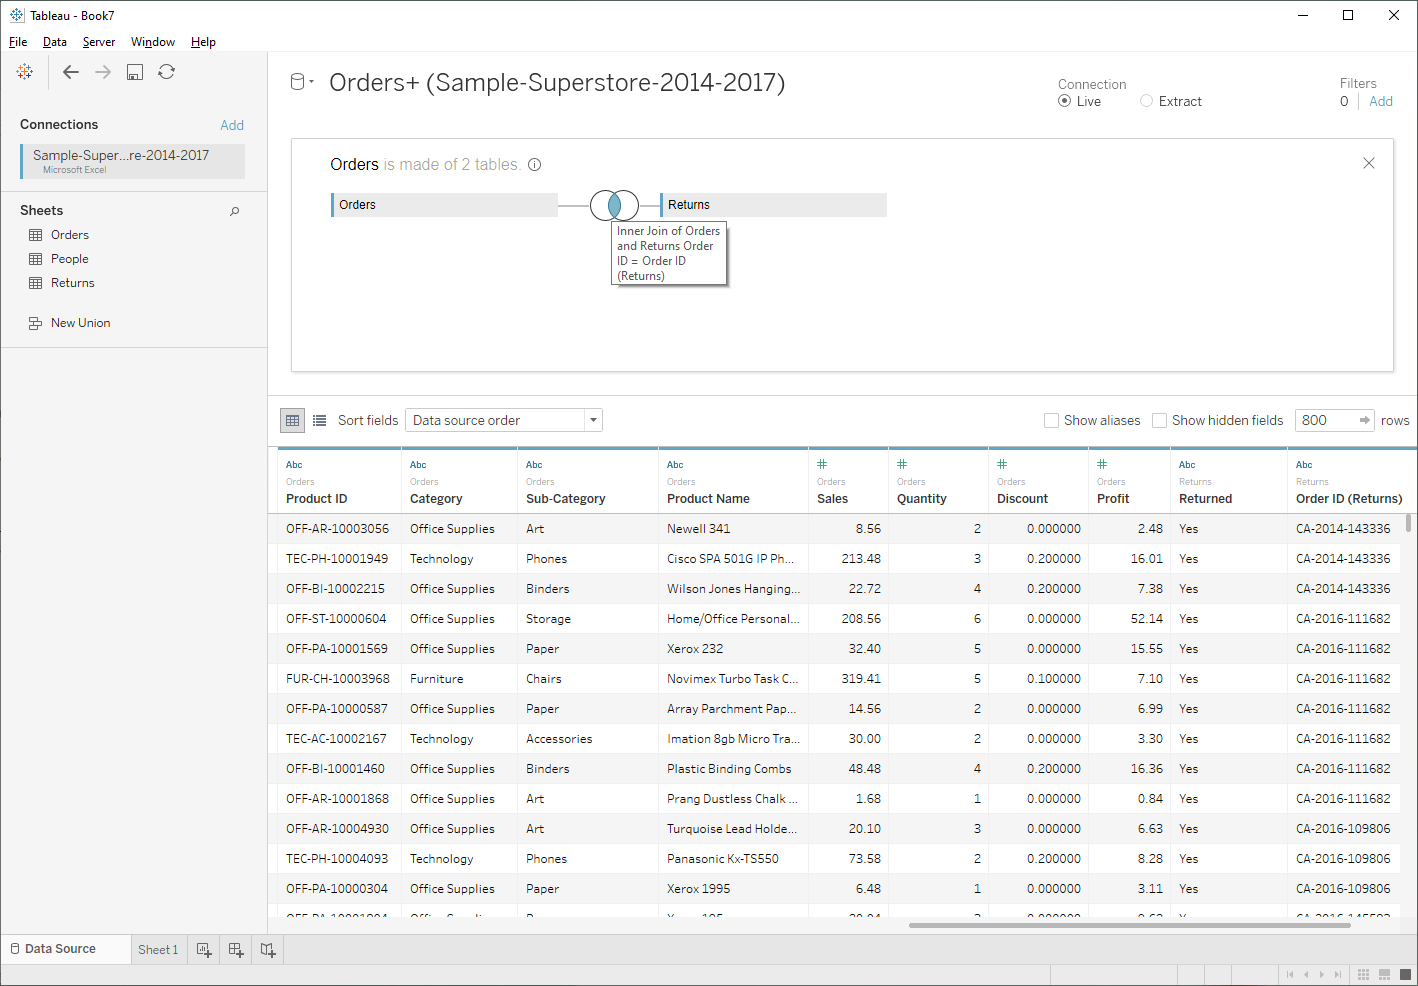 Tableau - Book7
File Data Server Window Help
Connections Add
Sample-Super...re-2014-2017
Microsoft Excel
Sheets
Orders
People
Returns
New Union
Orders+ (Sample-Superstore-2014-2017)
Connection
Live Extract
Filters
0 Add
Orders is made of 2 tables.
Orders Returns
Inner Join of Orders
and Returns Order
ID = Order ID
(Returns)
Sort fields Data source order Show aliases Show hidden fields 800 rows
Abc Abc Abc Abc # # # # Abc Abc
Orders Orders Orders Orders Orders Orders Orders Orders Returns Returns
Product ID Category Sub-Category Product Name Sales Quantity Discount Profit Returned Order ID (Returns)
OFF-AR-10003056 Office Supplies Art Newell 341 8.56 2 0.000000 2.48 Yes CA-2014-143336
TEC-PH-10001949 Technology Phones Cisco SPA 501G IP Ph... 213.48 3 0.200000 16.01 Yes CA-2014-143336
OFF-BI-10002215 Office Supplies Binders Wilson Jones Hanging... 22.72 4 0.200000 7.38 Yes CA-2014-143336
OFF-ST-10000604 Office Supplies Storage Home/Office Personal... 208.56 6 0.000000 52.14 Yes CA-2016-111682
OFF-PA-10001569 Office Supplies Paper Xerox 232 32.40 5 0.000000 15.55 Yes CA-2016-111682
FUR-CH-10003968 Furniture Chairs Novimex Turbo Task C... 319.41 5 0.100000 7.10 Yes CA-2016-111682
OFF-PA-10000587 Office Supplies Paper Array Parchment Pap... 14.56 2 0.000000 6.99 Yes CA-2016-111682
TEC-AC-10002167 Technology Accessories Imation 8gb Micro Tra... 30.00 2 0.000000 3.30 Yes CA-2016-111682
OFF-BI-10001460 Office Supplies Binders Plastic Binding Combs 48.48 4 0.200000 16.36 Yes CA-2016-111682
OFF-AR-10001868 Office Supplies Art Prang Dustless Chalk ... 1.68 1 0.000000 0.84 Yes CA-2016-111682
OFF-AR-10004930 Office Supplies Art Turquoise Lead Holde... 20.10 3 0.000000 6.63 Yes CA-2016-109806
TEC-PH-10004093 Technology Phones Panasonic Kx-TS550 73.58 2 0.200000 8.28 Yes CA-2016-109806
OFF-PA-10000304 Office Supplies Paper Xerox 1995 6.48 1 0.000000 3.11 Yes CA-2016-109806
Data Source Sheet 1